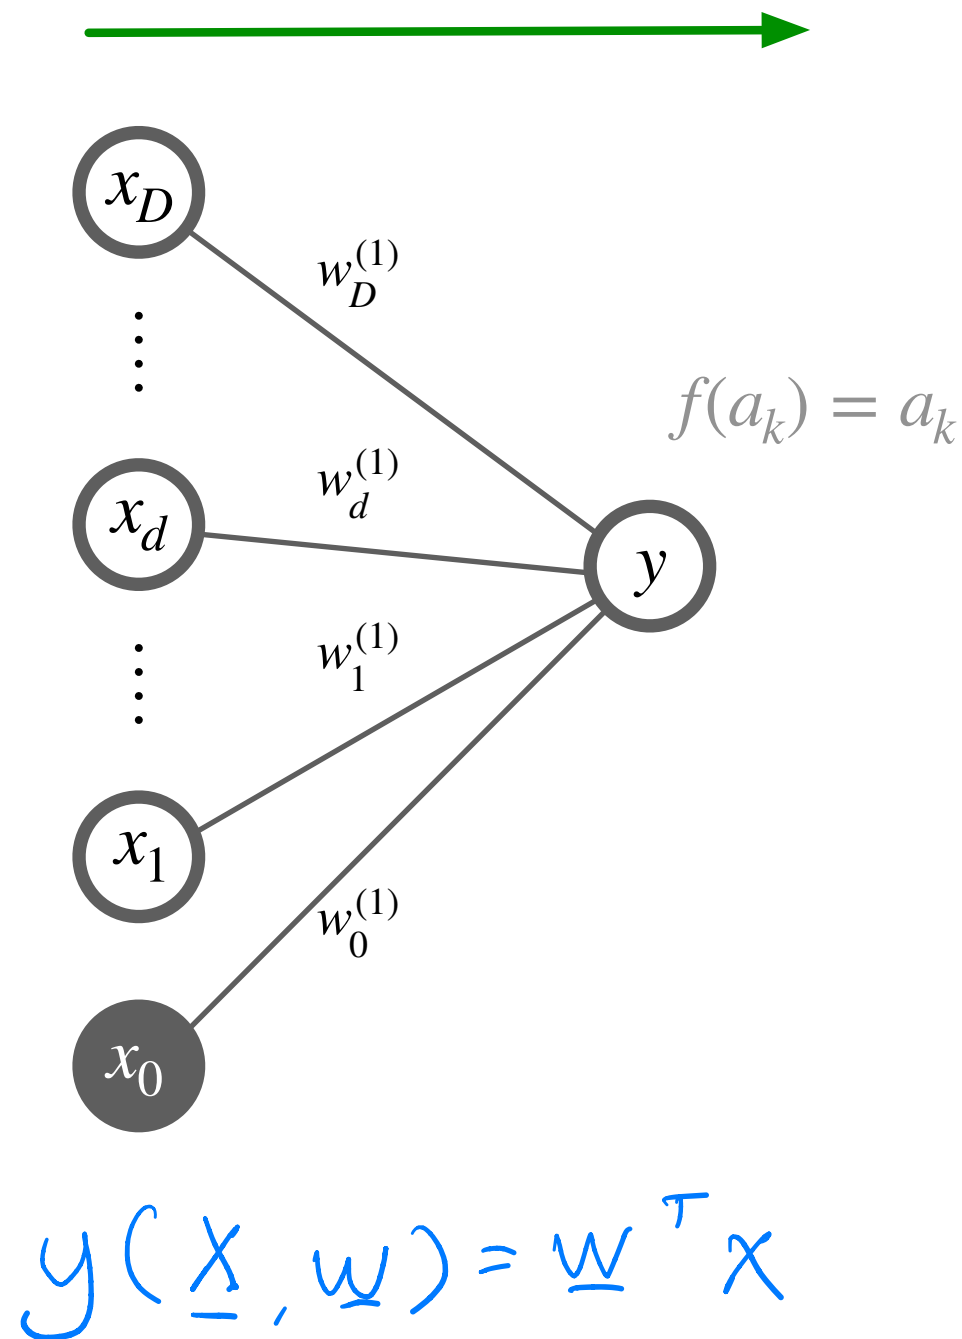 x_D
w_D^{(1)}
f(a_k) = a_k
w_d^{(1)}
x_d
y
w_1^{(1)}
x_1
w_0^{(1)}
x_0
y(x, w) = w^T x